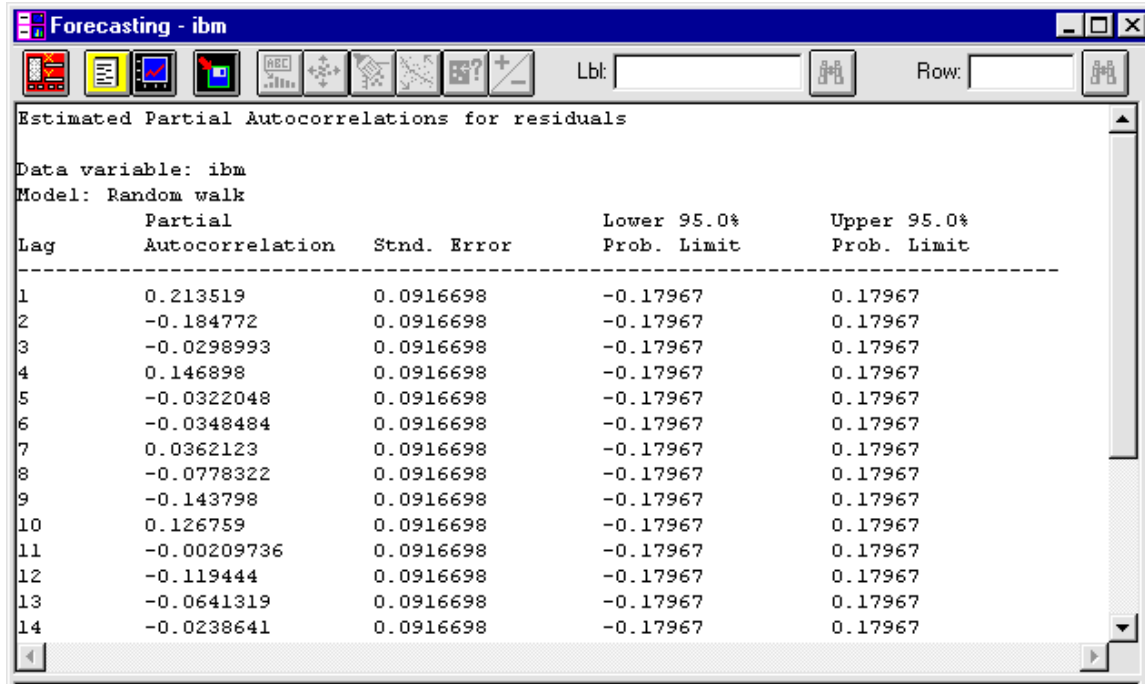 Forecasting - ibm
ABC Lbl: Row:
Estimated Partial Autocorrelations for residuals
Data variable: ibm
Model: Random walk
Partial Lower 95.0% Upper 95.0%
Lag Autocorrelation Stnd. Error Prob. Limit Prob. Limit
--------------------------------------------------------------------------------
1 0.213519 0.0916698 -0.17967 0.17967
2 -0.184772 0.0916698 -0.17967 0.17967
3 -0.0298993 0.0916698 -0.17967 0.17967
4 0.146898 0.0916698 -0.17967 0.17967
5 -0.0322048 0.0916698 -0.17967 0.17967
6 -0.0348484 0.0916698 -0.17967 0.17967
7 0.0362123 0.0916698 -0.17967 0.17967
8 -0.0778322 0.0916698 -0.17967 0.17967
9 -0.143798 0.0916698 -0.17967 0.17967
10 0.126759 0.0916698 -0.17967 0.17967
11 -0.00209736 0.0916698 -0.17967 0.17967
12 -0.119444 0.0916698 -0.17967 0.17967
13 -0.0641319 0.0916698 -0.17967 0.17967
14 -0.0238641 0.0916698 -0.17967 0.17967